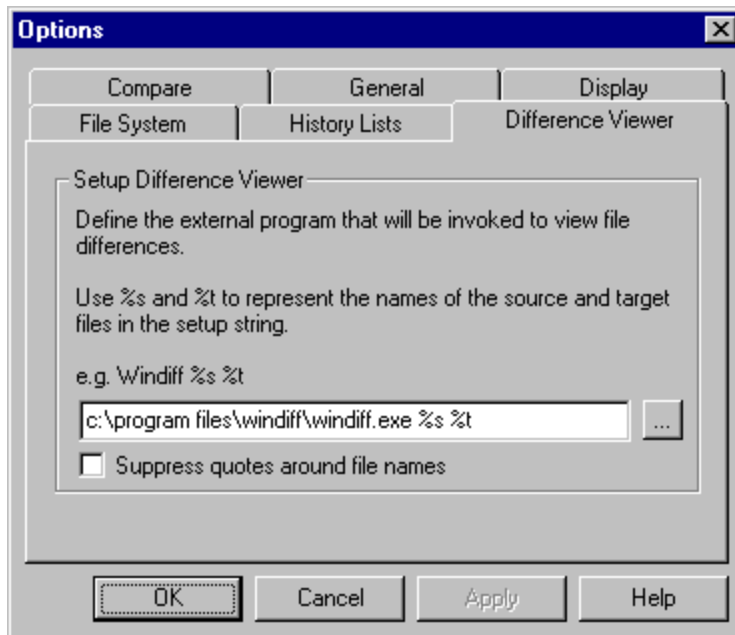 Options
Compare General Display
File System History Lists Difference Viewer
Setup Difference Viewer
Define the external program that will be invoked to view file
differences.
Use %s and %t to represent the names of the source and target
files in the setup string.
e.g. Windiff %s %t
c:\program files\windiff\windiff.exe %s %t ...
Suppress quotes around file names
OK Cancel Apply Help